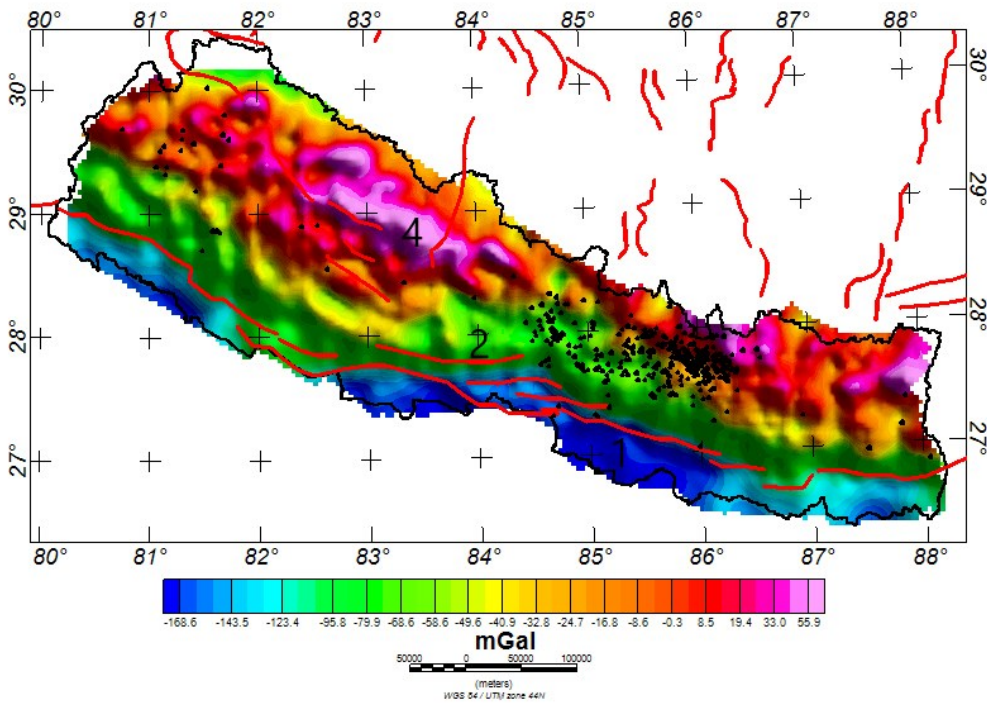 80° 81° 82° 83° 84° 85° 86° 87° 88°
30° 30°
29° 29°
4
28° 28°
2
27° 1 27°
80° 81° 82° 83° 84° 85° 86° 87° 88°
-168.6 -143.5 -123.4 -95.8 -79.9 -68.6 -58.6 -49.6 -40.9 -32.8 -24.7 -16.8 -8.6 -0.3 8.5 19.4 33.0 55.9
mGal
50000 0 50000 100000
(meters)
WGS 84 / UTM zone 44N